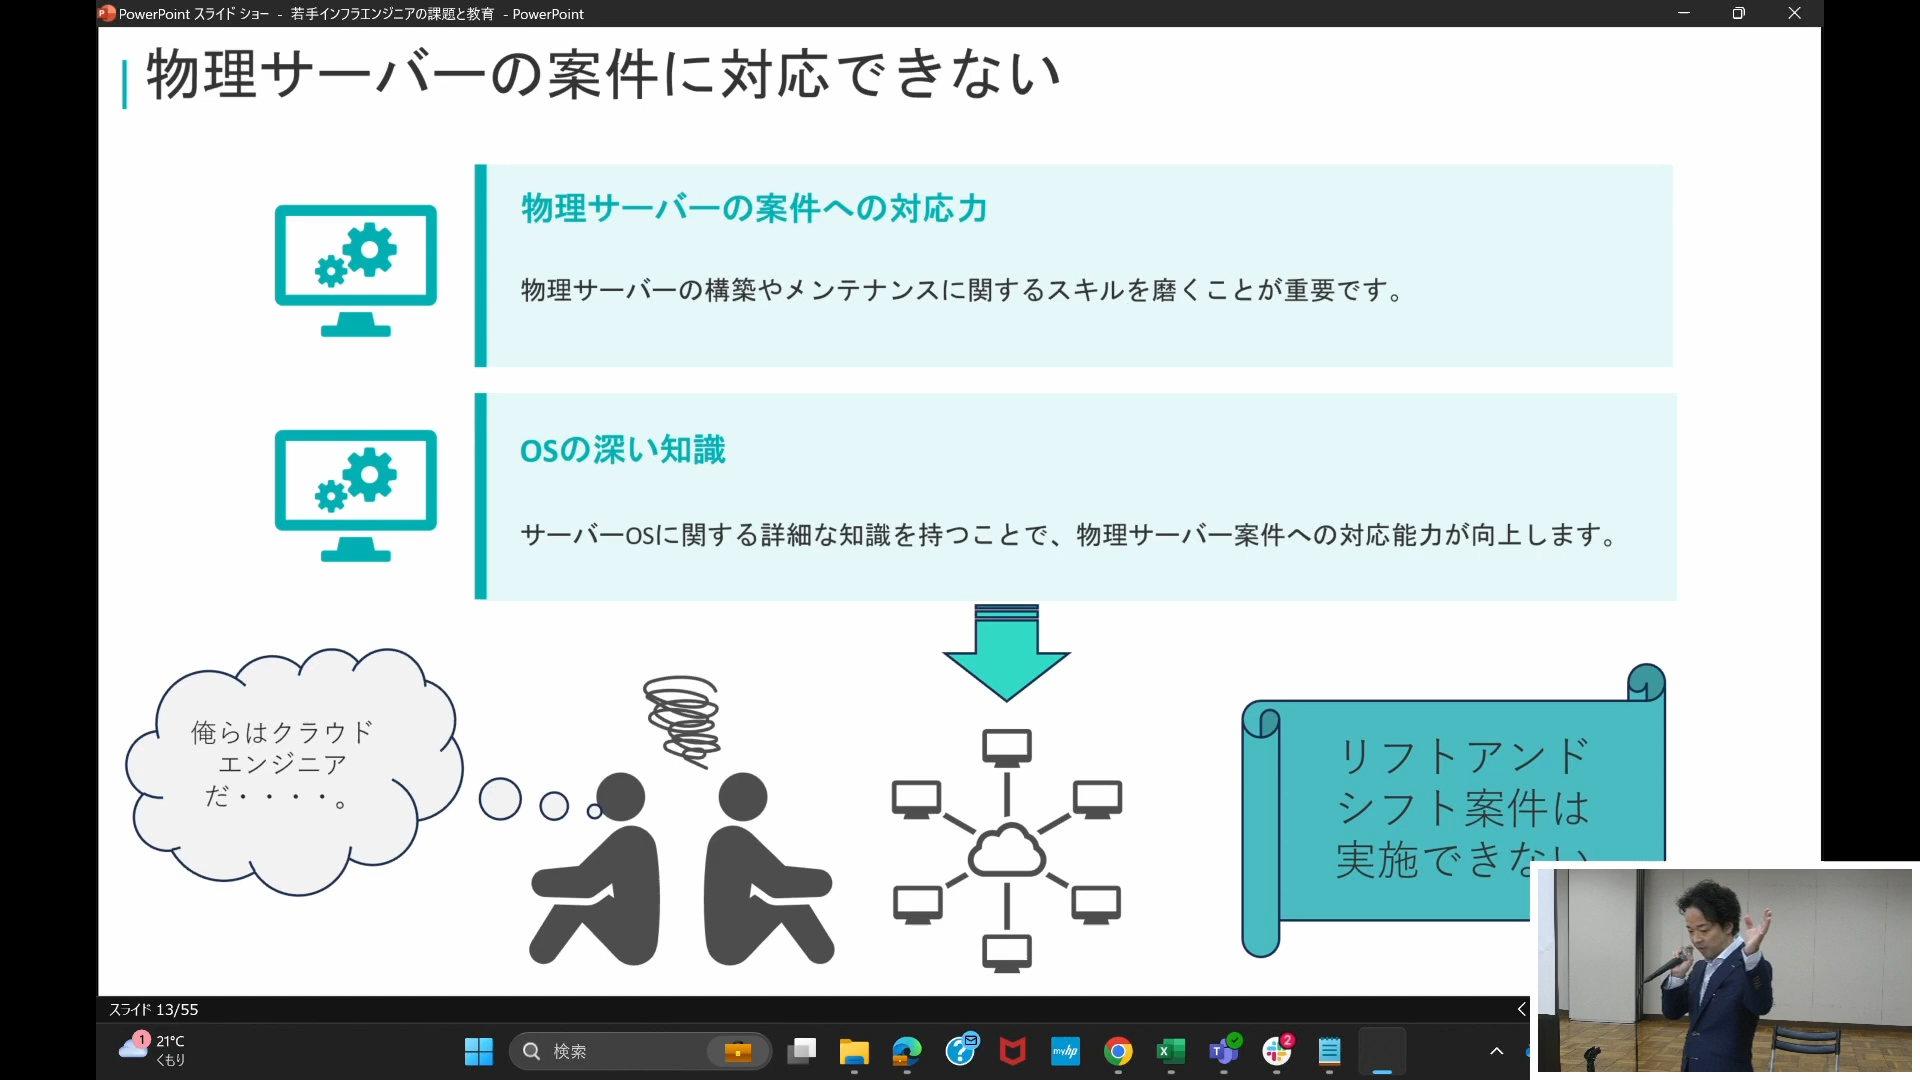 PowerPoint スライド ショー - 若手インフラエンジニアの課題と教育 - PowerPoint
物理サーバーの案件に対応できない
物理サーバーの案件への対応力
物理サーバーの構築やメンテナンスに関するスキルを磨くことが重要です。
OSの深い知識
サーバーOSに関する詳細な知識を持つことで、物理サーバー案件への対応能力が向上します。
俺らはクラウド
エンジニア
だ・・・・。
リフトアンド
シフト案件は
実施できない
スライド 13/55
1
21°C
くもり
検索
myhp
2